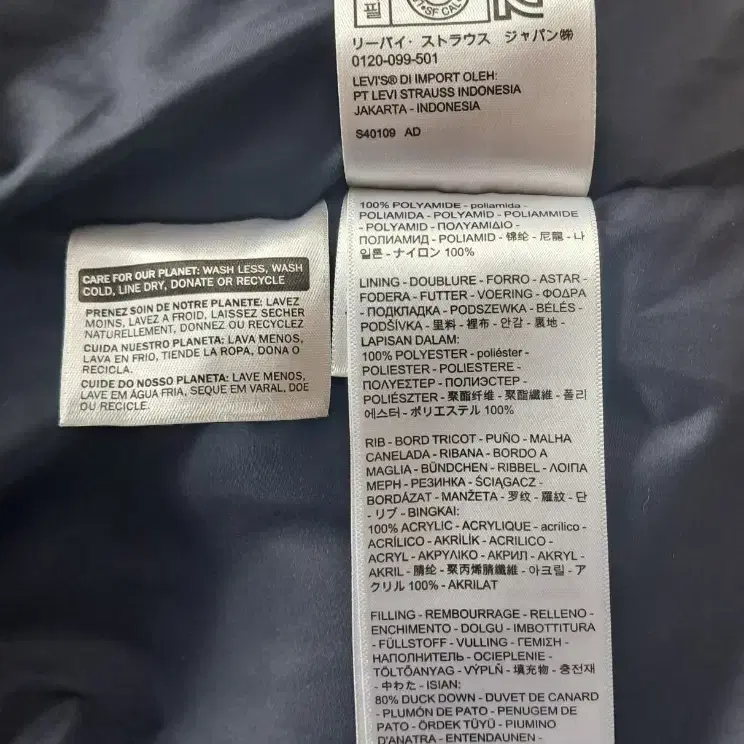 필
SF CAL
リーバイ・ストラウス ジャパン㈱
0120-099-501
LEVI'S® DI IMPORT OLEH:
PT LEVI STRAUSS INDONESIA
JAKARTA - INDONESIA
S40109 AD
CARE FOR OUR PLANET: WASH LESS, WASH
COLD, LINE DRY, DONATE OR RECYCLE
PRENEZ SOIN DE NOTRE PLANETE: LAVEZ
MOINS, LAVEZ A FROID, LAISSEZ SECHER
NATURELLEMENT, DONNEZ OU RECYCLEZ
CUIDA NUESTRO PLANETA: LAVA MENOS,
LAVA EN FRIO, TIENDE LA ROPA, DONA O
RECICLA.
CUIDE DO NOSSO PLANETA: LAVE MENOS,
LAVE EM ÁGUA FRIA, SEQUE EM VARAL, DOE
OU RECICLE.
100% POLYAMIDE - poliamida -
POLIAMIDA - POLYAMID - POLIAMMIDE
- POLYAMID - ΠΟΛΥΑΜΙΔΙΟ -
ПОЛИАМИД - POLIAMID - 锦纶 - 尼龍 - 나
일론 - ナイロン 100%
LINING - DOUBLURE - FORRO - ASTAR -
FODERA - FUTTER - VOERING - ΦΟΔΡΑ
- ПОДКЛАДКА - PODSZEWKA - BÉLÉS -
PODŠÍVKA - 里料 - 裡布 - 안감 - 裏地 -
LAPISAN DALAM:
100% POLYESTER - poliéster -
POLIESTER - POLIESTERE -
ΠΟΛΥΕΣΤΕΡ - ПОЛИЭСТЕР -
POLIÉSZTER - 聚酯纤维 - 聚酯纖維 - 폴리
에스터 - ポリエステル 100%
RIB - BORD TRICOT - PUÑO - MALHA
CANELADA - RIBANA - BORDO A
MAGLIA - BÜNDCHEN - RIBBEL - ΛΟΙΠΑ
ΜΕΡΗ - РЕЗИНКА - ŚCIĄGACZ -
BORDÁZAT - MANŽETA - 罗纹 - 羅紋 - 단
- リブ - BINGKAI:
100% ACRYLIC - ACRYLIQUE - acrílico -
ACRÍLICO - AKRİLİK - ACRILICO -
ACRYL - ΑΚΡΥΛΙΚΟ - АКРИЛ - AKRYL -
AKRIL - 腈纶 - 聚丙烯腈纖維 - 아크릴 - ア
クリル 100% - AKRILAT
FILLING - REMBOURRAGE - RELLENO -
ENCHIMENTO - DOLGU - IMBOTTITURA
- FÜLLSTOFF - VULLING - ΓΕΜΙΣΗ -
НАПОЛНИТЕЛЬ - OCIEPLENIE -
TÖLTŐANYAG - VÝPLŇ - 填充物 - 충전재
- 中わた - ISIAN:
80% DUCK DOWN - DUVET DE CANARD
- PLUMÓN DE PATO - PENUGEM DE
PATO - ÖRDEK TÜYÜ - PIUMINO
D'ANATRA - ENTENDAUNEN -